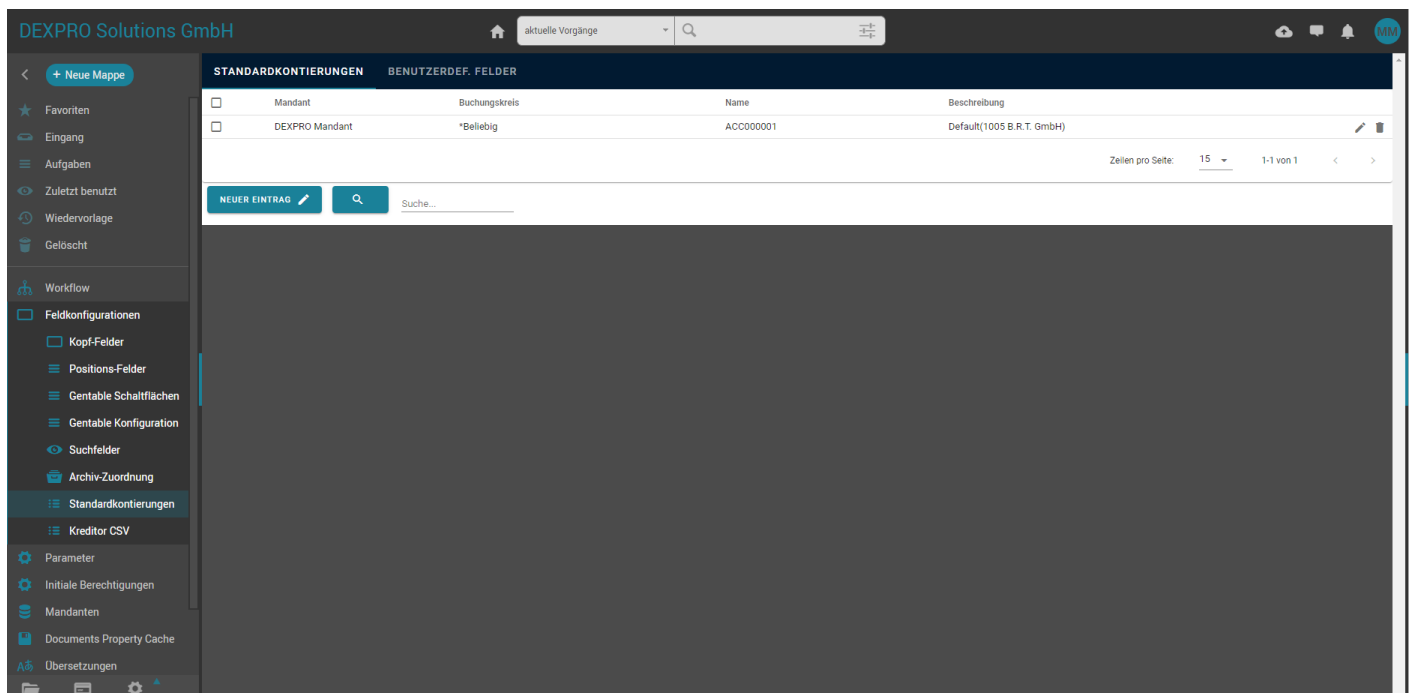 DEXPRO Solutions GmbH
aktuelle Vorgänge
MM
+ Neue Mappe
Favoriten
Eingang
Aufgaben
Zuletzt benutzt
Wiedervorlage
Gelöscht
Workflow
Feldkonfigurationen
Kopf-Felder
Positions-Felder
Gentable Schaltflächen
Gentable Konfiguration
Suchfelder
Archiv-Zuordnung
Standardkontierungen
Kreditor CSV
Parameter
Initiale Berechtigungen
Mandanten
Documents Property Cache
Übersetzungen
STANDARDKONTIERUNGEN BENUTZERDEF. FELDER
Mandant Buchungskreis Name Beschreibung
DEXPRO Mandant *Beliebig ACC000001 Default(1005 B.R.T. GmbH)
Zeilen pro Seite: 15 1-1 von 1
NEUER EINTRAG Suche...